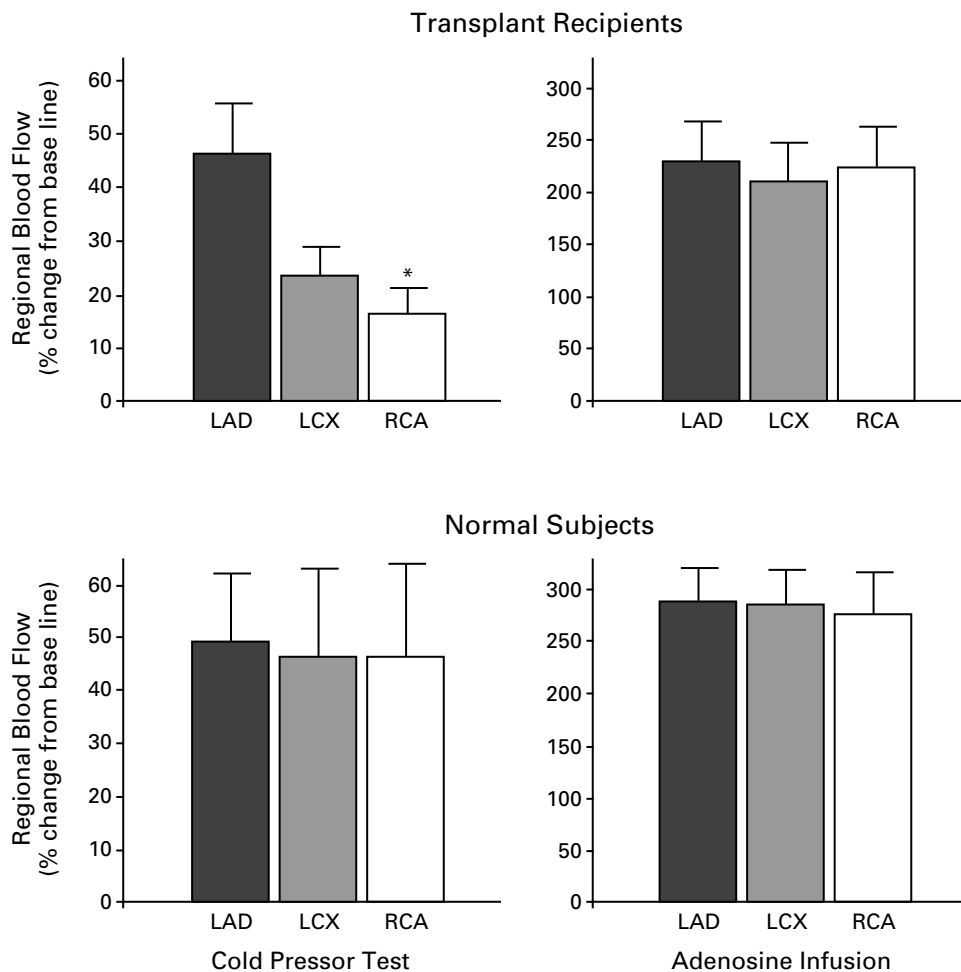 Transplant Recipients
Regional Blood Flow
(% change from base line)
60
50
40
30
20
10
0
*
LAD LCX RCA
300
250
200
150
100
50
0
LAD LCX RCA
Normal Subjects
Regional Blood Flow
(% change from base line)
60
50
40
30
20
10
0
LAD LCX RCA
Cold Pressor Test
300
250
200
150
100
50
0
LAD LCX RCA
Adenosine Infusion